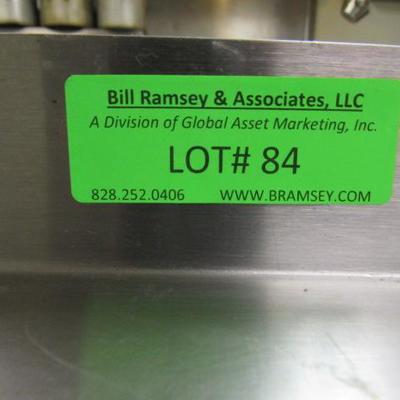 Bill Ramsey & Associates, LLC
A Division of Global Asset Marketing, Inc.
LOT# 84
828.252.0406 WWW.BRAMSEY.COM